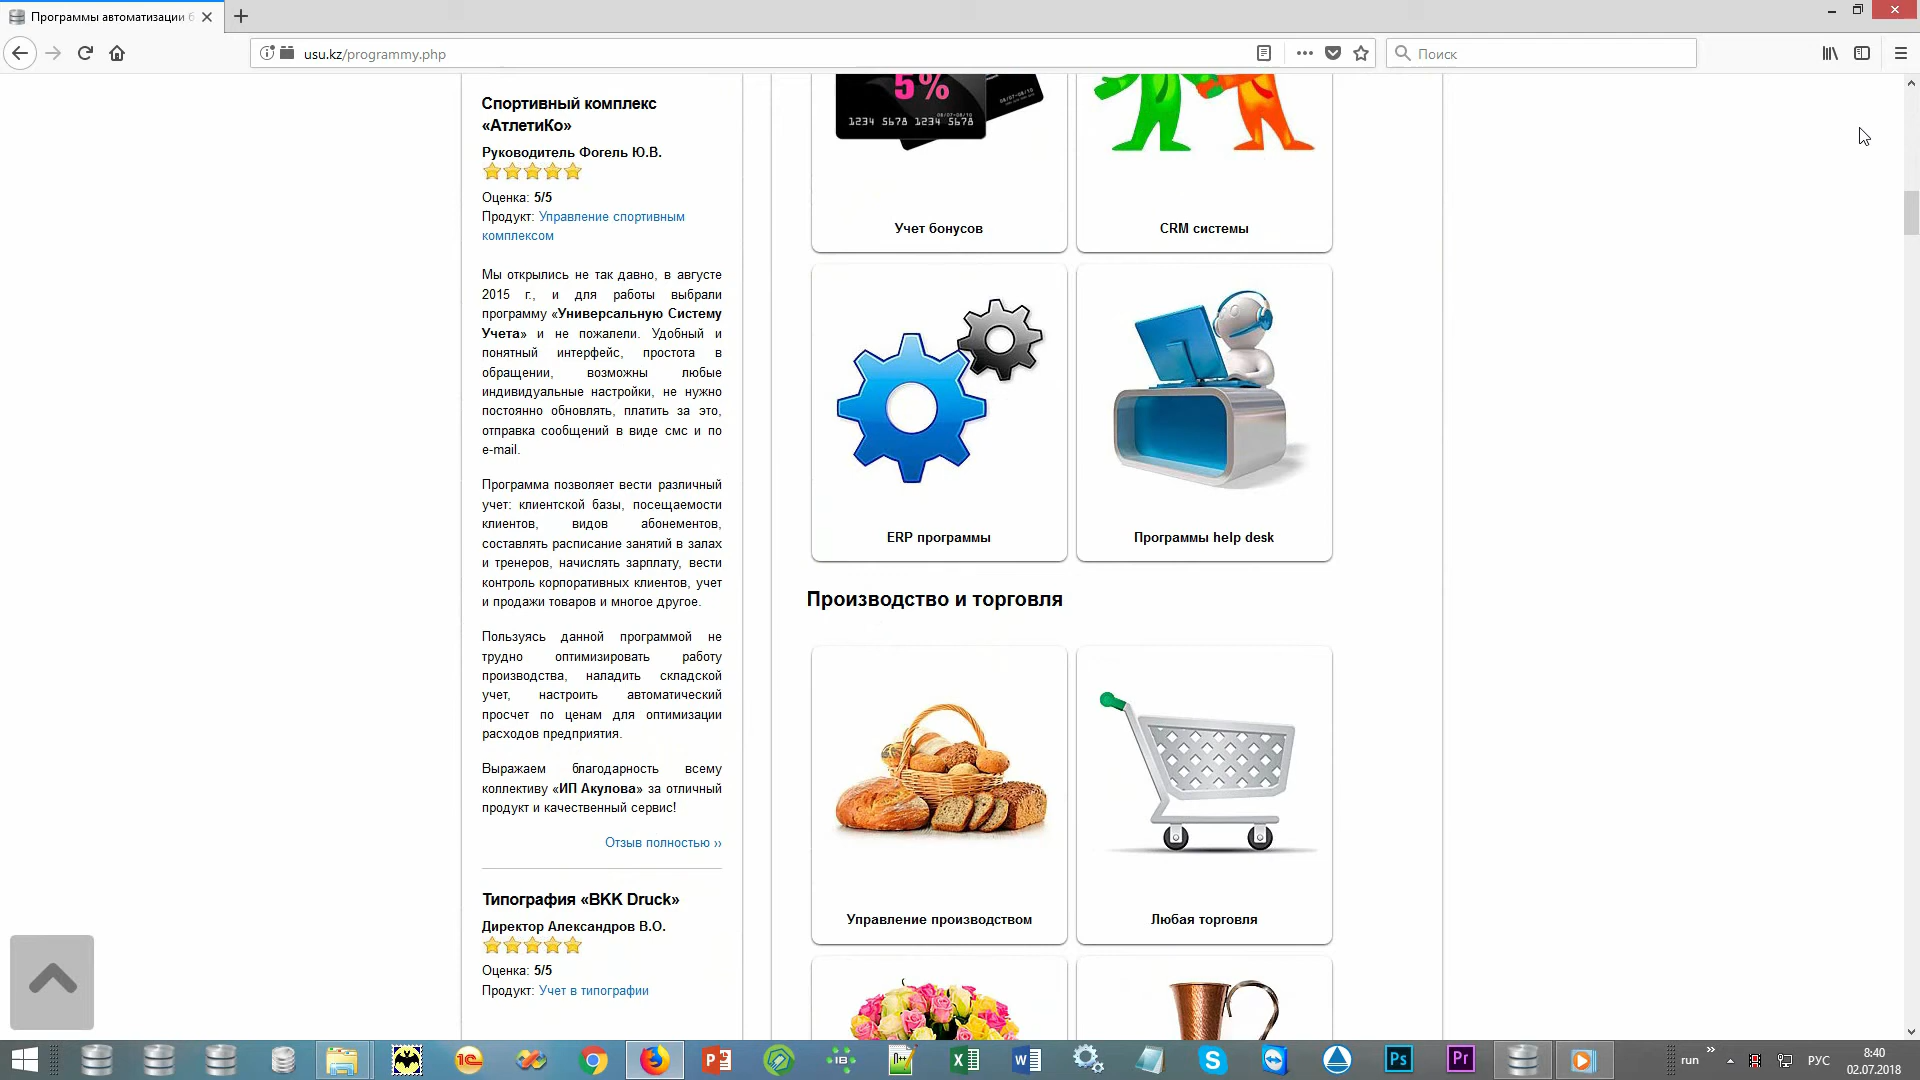 Программы автоматизации б
usu.kz/programmy.php
Поиск
Спортивный комплекс
«АтлетиКо»
Руководитель Фогель Ю.В.
Оценка: 5/5
Продукт: Управление спортивным
комплексом
Мы открылись не так давно, в августе
2015 г., и для работы выбрали
программу «Универсальную Систему
Учета» и не пожалели. Удобный и
понятный интерфейс, простота в
обращении, возможны любые
индивидуальные настройки, не нужно
постоянно обновлять, платить за это,
отправка сообщений в виде смс и по
e-mail.
Программа позволяет вести различный
учет: клиентской базы, посещаемости
клиентов, видов абонементов,
составлять расписание занятий в залах
и тренеров, начислять зарплату, вести
контроль корпоративных клиентов, учет
и продажи товаров и многое другое.
Пользуясь данной программой не
трудно оптимизировать работу
производства, наладить складской
учет, настроить автоматический
просчет по ценам для оптимизации
расходов предприятия.
Выражаем благодарность всему
коллективу «ИП Акулова» за отличный
продукт и качественный сервис!
Отзыв полностью ››
Типография «BKK Druck»
Директор Александров В.О.
Оценка: 5/5
Продукт: Учет в типографии
5%
1234 5678 1234 5678
Учет бонусов
CRM системы
ERP программы
Программы help desk
Производство и торговля
Управление производством
Любая торговля
run
РУС
8:40
02.07.2018